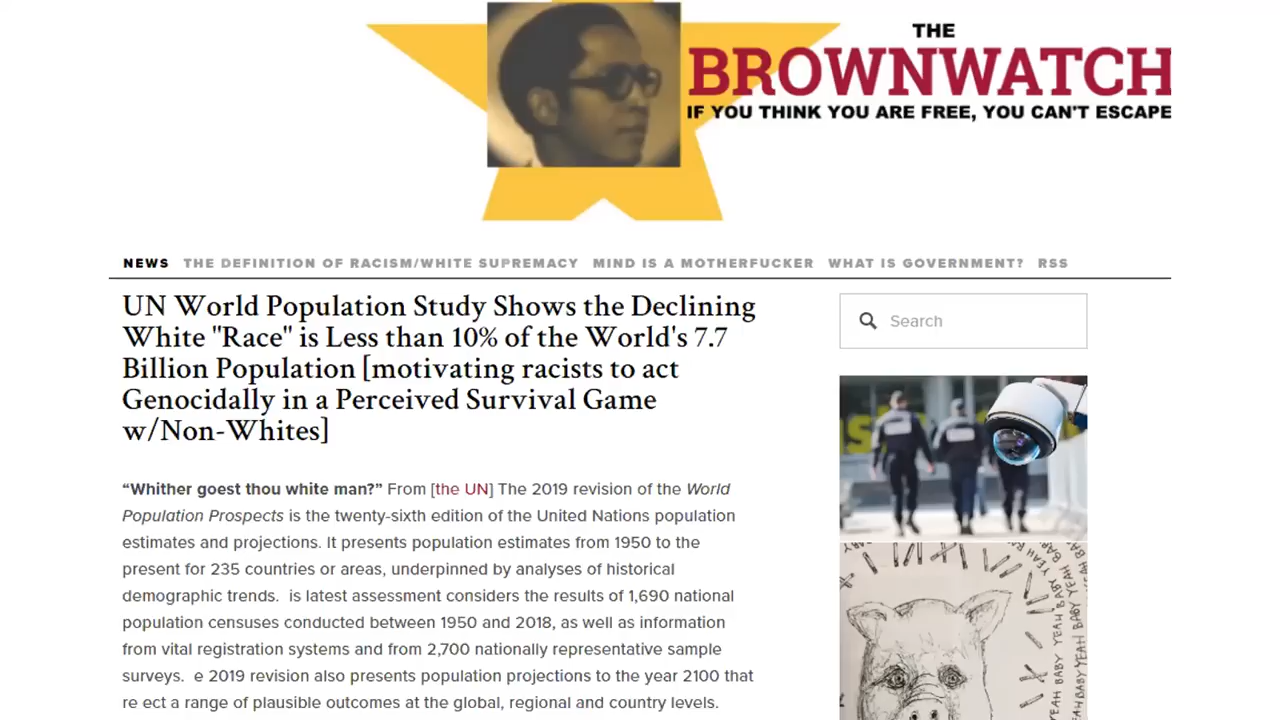 THE
BROWNWATCH
IF YOU THINK YOU ARE FREE, YOU CAN'T ESCAPE
NEWS THE DEFINITION OF RACISM/WHITE SUPREMACY MIND IS A MOTHERFUCKER WHAT IS GOVERNMENT? RSS
UN World Population Study Shows the Declining
White "Race" is Less than 10% of the World's 7.7
Billion Population [motivating racists to act
Genocidally in a Perceived Survival Game
w/Non-Whites]
Search
“Whither goest thou white man?” From [the UN] The 2019 revision of the World
Population Prospects is the twenty-sixth edition of the United Nations population
estimates and projections. It presents population estimates from 1950 to the
present for 235 countries or areas, underpinned by analyses of historical
demographic trends.  is latest assessment considers the results of 1,690 national
population censuses conducted between 1950 and 2018, as well as information
from vital registration systems and from 2,700 nationally representative sample
surveys.  e 2019 revision also presents population projections to the year 2100 that
re ect a range of plausible outcomes at the global, regional and country levels.
YEAH BABY YEAH BABY YEAH